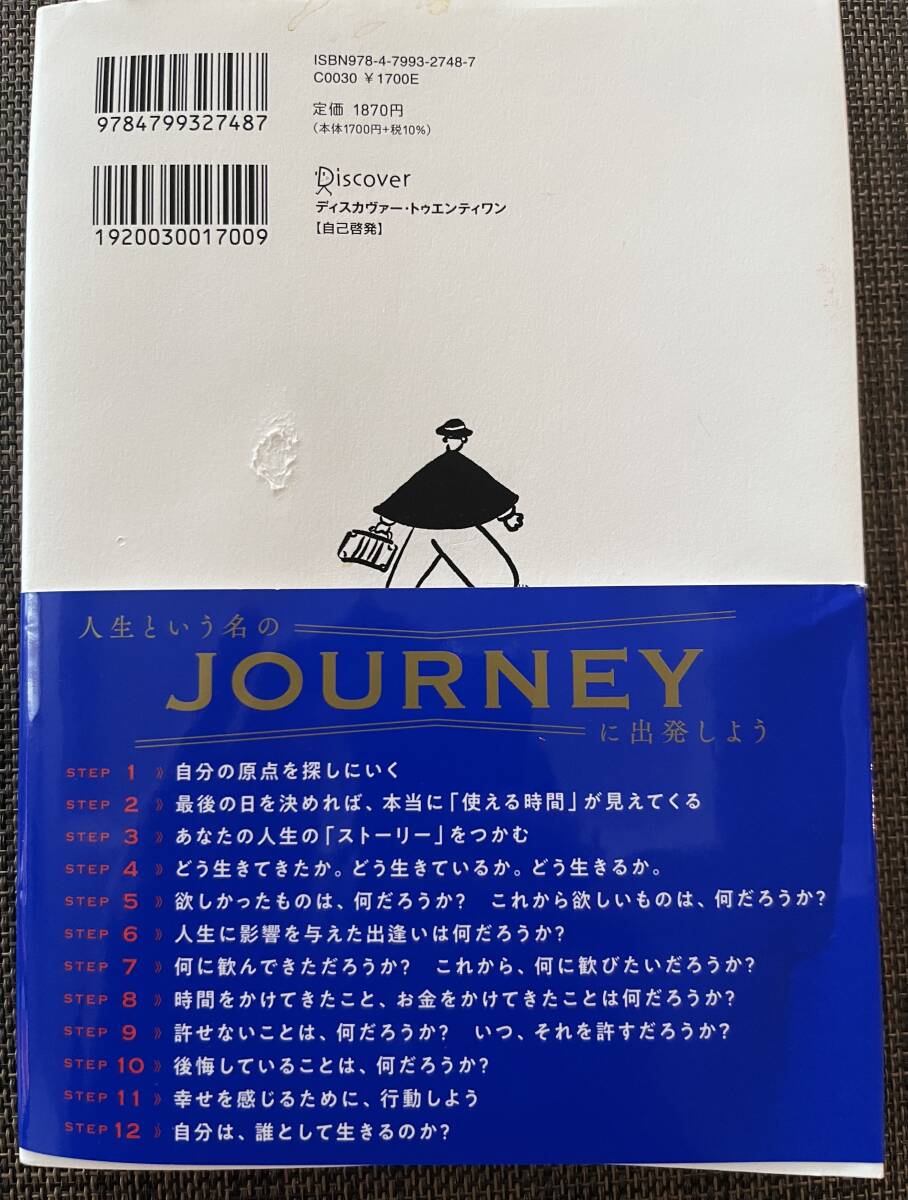 ISBN978-4-7993-2748-7
C0030 ¥1700E
9784799327487
定価 1870円
(本体1700円+税10%)
Discover
ディスカヴァー・トゥエンティワン
【自己啓発】
1920030017009
人生という名の
JOURNEY
に出発しよう
STEP 1 》 自分の原点を探しにいく
STEP 2 》 最後の日を決めれば、本当に「使える時間」が見えてくる
STEP 3 》 あなたの人生の「ストーリー」をつかむ
STEP 4 》 どう生きてきたか。どう生きているか。どう生きるか。
STEP 5 》 欲しかったものは、何だろうか? これから欲しいものは、何だろうか?
STEP 6 》 人生に影響を与えた出逢いは何だろうか?
STEP 7 》 何に歓んできただろうか? これから、何に歓びたいだろうか?
STEP 8 》 時間をかけてきたこと、お金をかけてきたことは何だろうか?
STEP 9 》 許せないことは、何だろうか? いつ、それを許すだろうか?
STEP 10 》 後悔していることは、何だろうか?
STEP 11 》 幸せを感じるために、行動しよう
STEP 12 》 自分は、誰として生きるのか?